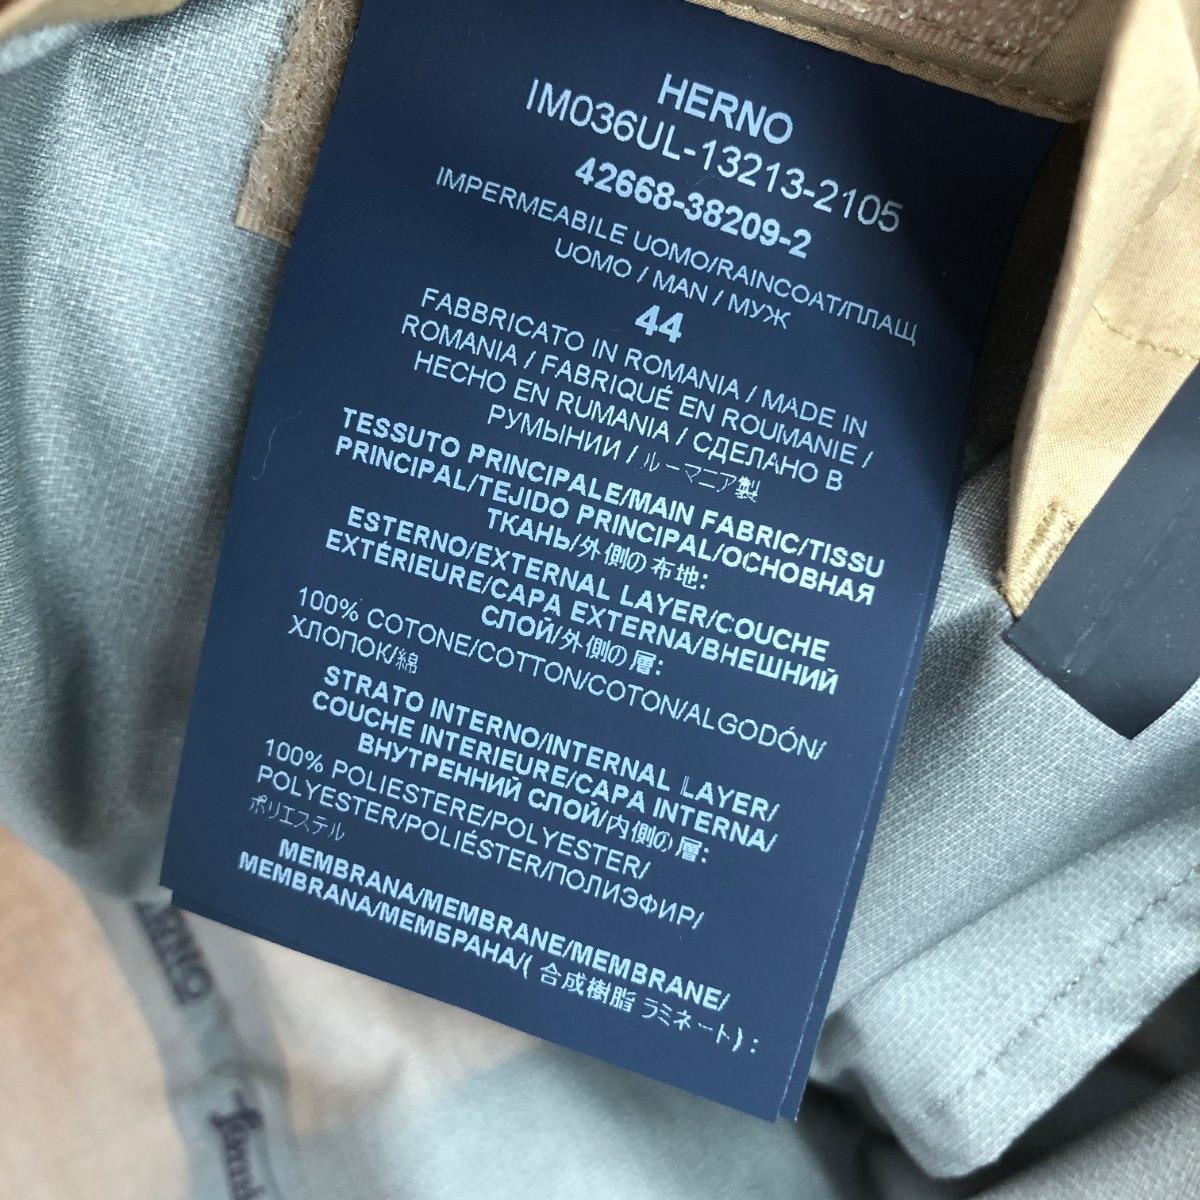 HERNO
IM036UL-13213-2105
42668-38209-2
IMPERMEABILE UOMO/RAINCOAT/ПЛАЩ
UOMO / MAN / МУЖ
44
FABBRICATO IN ROMANIA / MADE IN
ROMANIA / FABRIQUÉ EN ROUMANIE /
HECHO EN RUMANIA / СДЕЛАНО В
РУМЫНИИ / ルーマニア製
TESSUTO PRINCIPALE/MAIN FABRIC/TISSU
PRINCIPAL/TEJIDO PRINCIPAL/ОСНОВНАЯ
ТКАНЬ/外側の布地:
ESTERNO/EXTERNAL LAYER/COUCHE
EXTÉRIEURE/CAPA EXTERNA/ВНЕШНИЙ
СЛОЙ/外側の層:
100% COTONE/COTTON/COTON/ALGODÓN/
ХЛОПОК/綿
STRATO INTERNO/INTERNAL LAYER/
COUCHE INTERIEURE/CAPA INTERNA/
ВНУТРЕННИЙ СЛОЙ/内側の層:
100% POLIESTERE/POLYESTER/
POLYESTER/POLIÉSTER/ПОЛИЭФИР/
ポリエステル
MEMBRANA/MEMBRANE/MEMBRANE/
MEMBRANA/МЕМБРАНА/(合成樹脂 ラミネート):